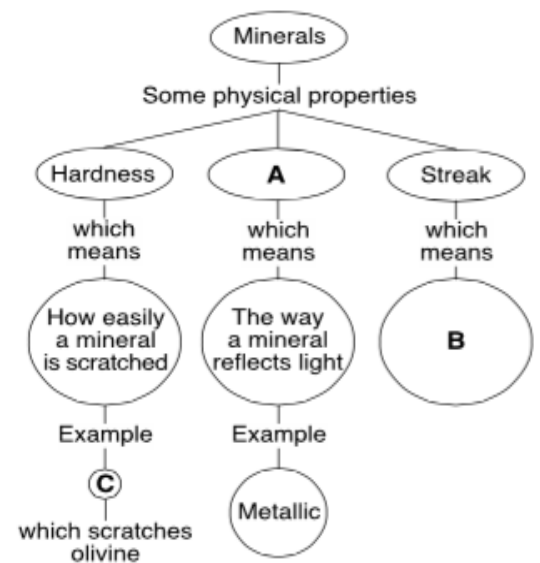 Minerals
Some physical properties
Hardness
A
Streak
which
means
which
means
which
means
How easily
a mineral
is scratched
The way
a mineral
reflects light
B
Example
Example
C
Metallic
which scratches
olivine